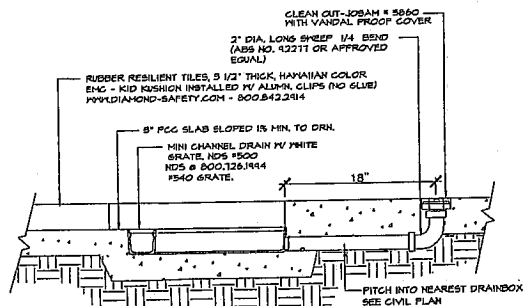 CLEAN OUT-JOSAM # 5860
WITH VANDAL PROOF COVER
2" DIA. LONG SWEEP 1/4 BEND
(ABS NO. 92277 OR APPROVED
EQUAL)
RUBBER RESILIENT TILES, 3 1/2" THICK, HAWAIIAN COLOR
EMC - KID KUSHION INSTALLED W/ ALUMN. CLIPS (NO GLUE)
WWW.DIAMOND-SAFETY.COM - 800.842.2914
PCC SLAB SLOPED 1% MIN. TO DRN.
MINI CHANNEL DRAIN W/ WHITE
GRATE. NDS #500
NDS @ 800.726.1994
#540 GRATE.
18"
PITCH INTO NEAREST DRAINBOX
SEE CIVIL PLAN